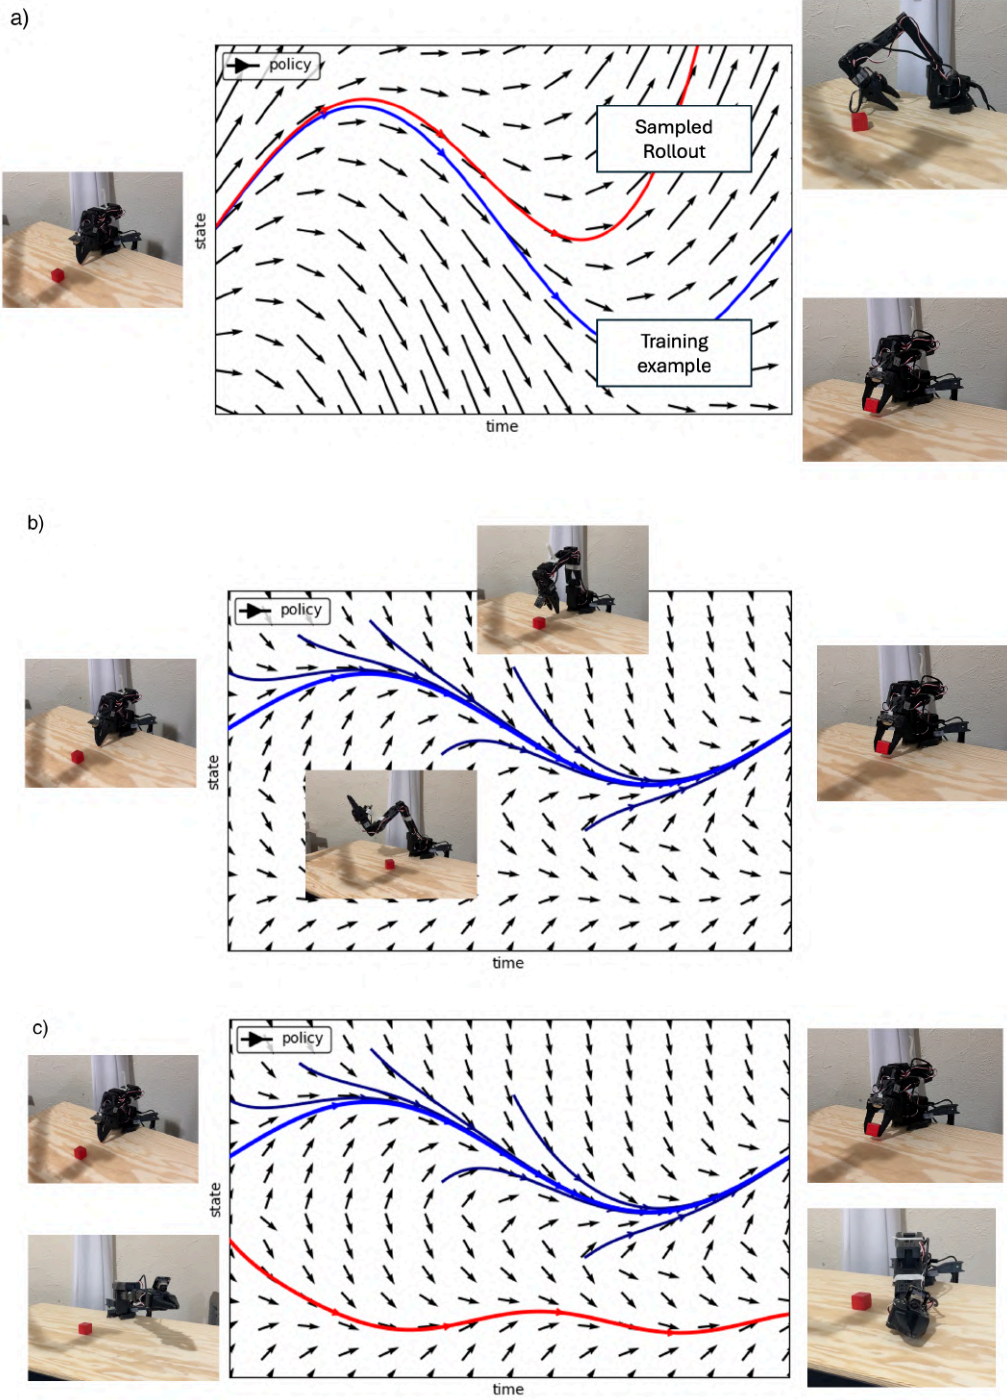 a)
policy
Sampled
Rollout
state
Training
example
time
b)
policy
state
time
c)
policy
state
time